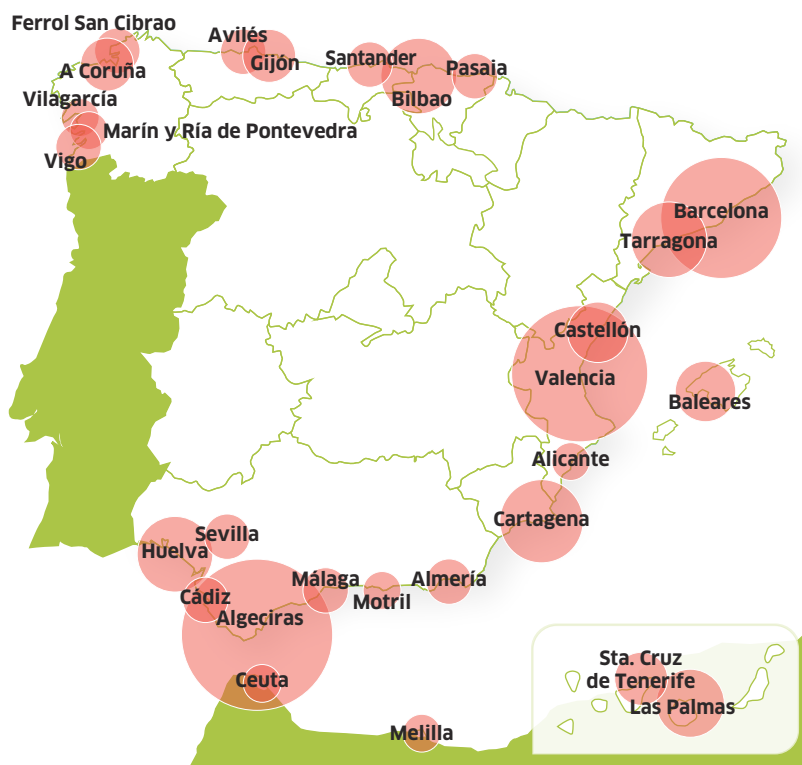 Ferrol San Cibrao
A Coruña
Vilagarcía
Marín y Ría de Pontevedra
Vigo
Avilés
Gijón
Santander
Bilbao
Pasaia
Barcelona
Tarragona
Castellón
Valencia
Baleares
Alicante
Cartagena
Sevilla
Huelva
Cádiz
Algeciras
Málaga
Motril
Almería
Ceuta
Melilla
Sta. Cruz
de Tenerife
Las Palmas